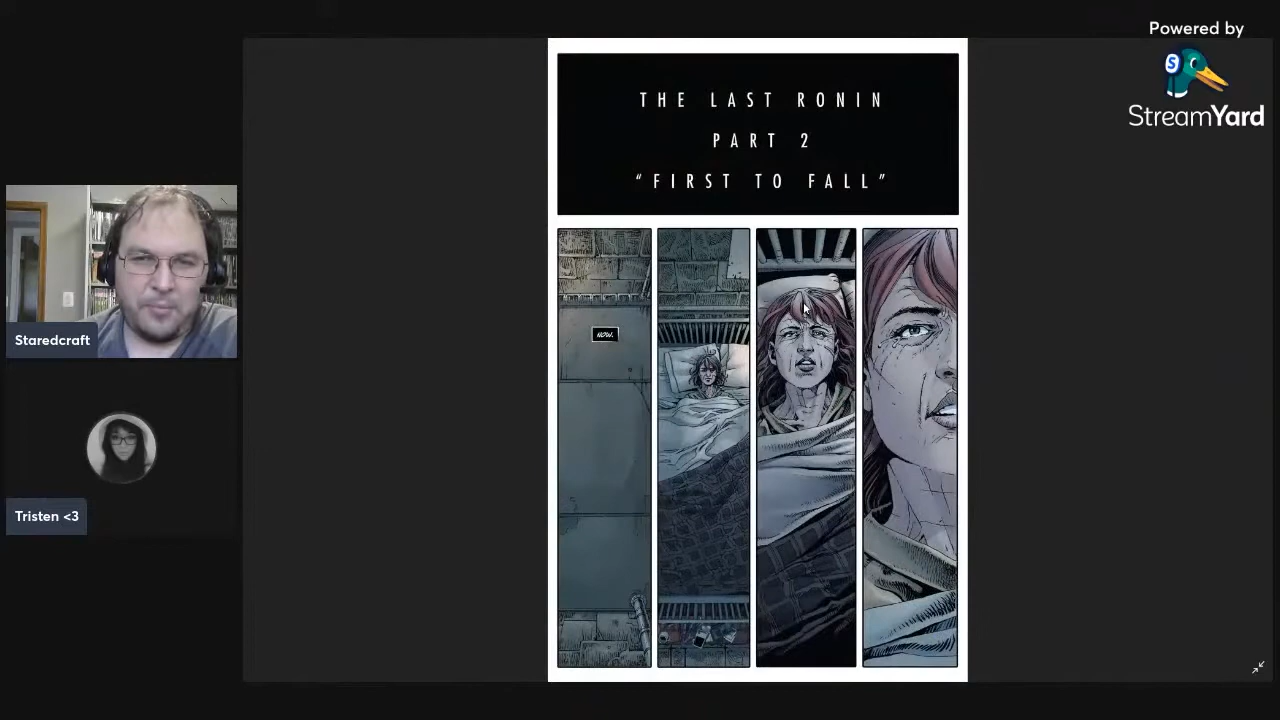 Powered by
S
StreamYard
THE LAST RONIN
PART 2
“FIRST TO FALL”
NOW.
Staredcraft
Tristen <3